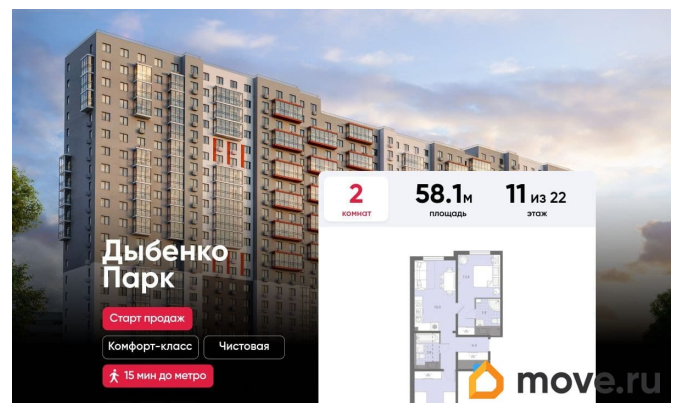 2
комнат
58.1м
площадь
11 из 22
этаж
Дыбенко
Парк
Старт продаж
Комфорт-класс
Чистовая
15 мин до метро
move.ru